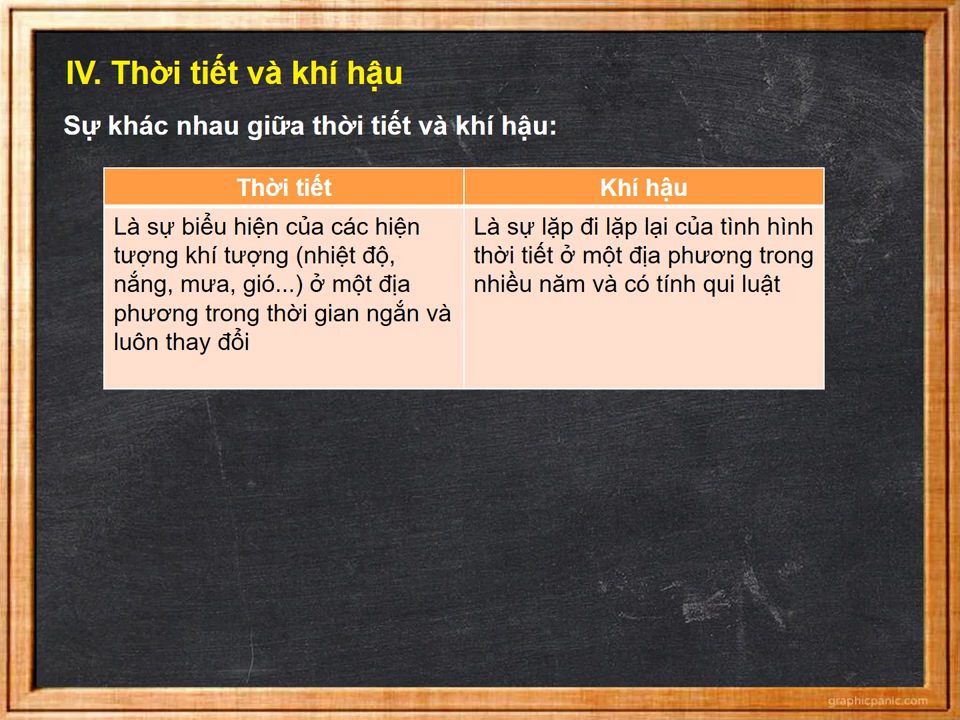 IV. Thời tiết và khí hậu
Sự khác nhau giữa thời tiết và khí hậu:
Thời tiết
Khí hậu
Là sự biểu hiện của các hiện
tượng khí tượng (nhiệt độ,
nắng, mưa, gió...) ở một địa
phương trong thời gian ngắn và
luôn thay đổi
Là sự lặp đi lặp lại của tình hình
thời tiết ở một địa phương trong
nhiều năm và có tính qui luật
graphicpanic.com